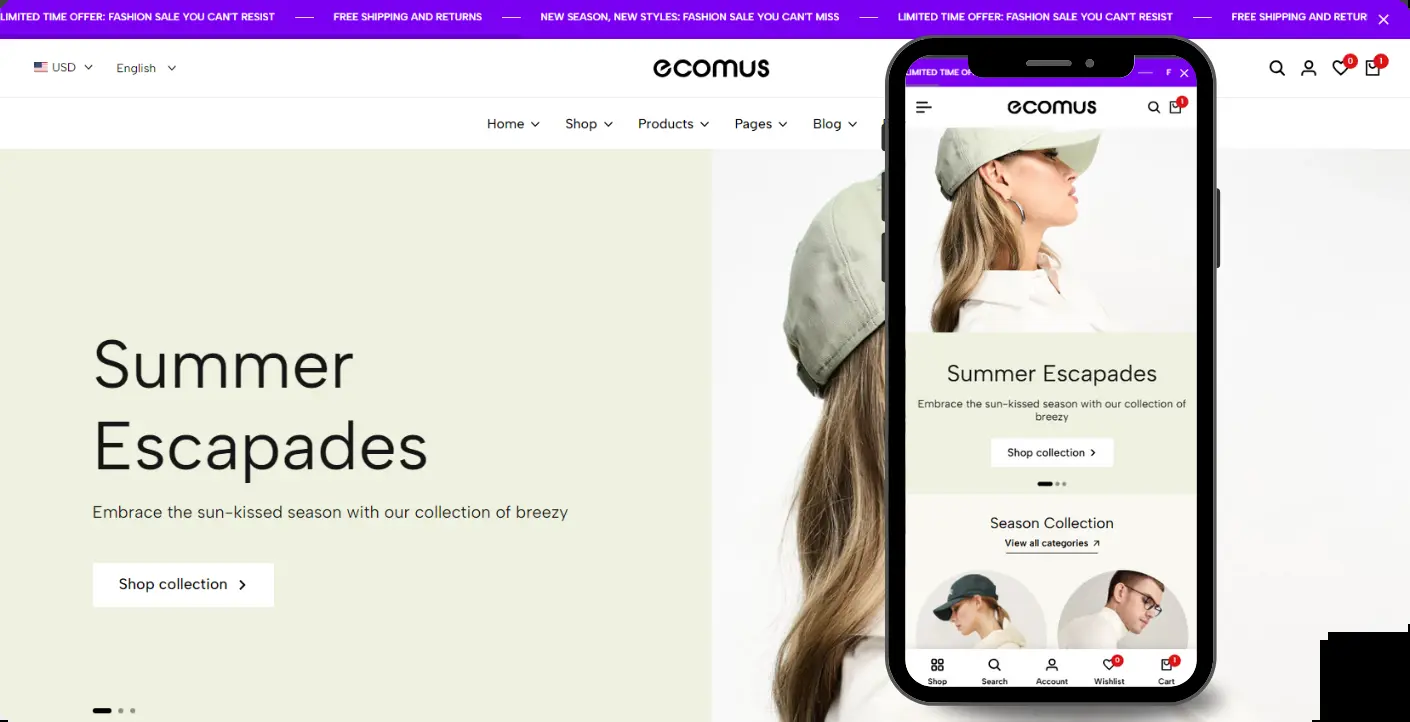 LIMITED TIME OFFER: FASHION SALE YOU CAN'T RESIST FREE SHIPPING AND RETURNS NEW SEASON, NEW STYLES: FASHION SALE YOU CAN'T MISS LIMITED TIME OFFER: FASHION SALE YOU CAN'T RESIST FREE SHIPPING AND RETUR
USD English ecomus 0 1
Home Shop Products Pages Blog
Summer
Escapades
Embrace the sun-kissed season with our collection of breezy
Shop collection
LIMITED TIME OF F
ecomus 1
Summer Escapades
Embrace the sun-kissed season with our collection of
breezy
Shop collection
Season Collection
View all categories
0 1
Shop Search Account Wishlist Cart